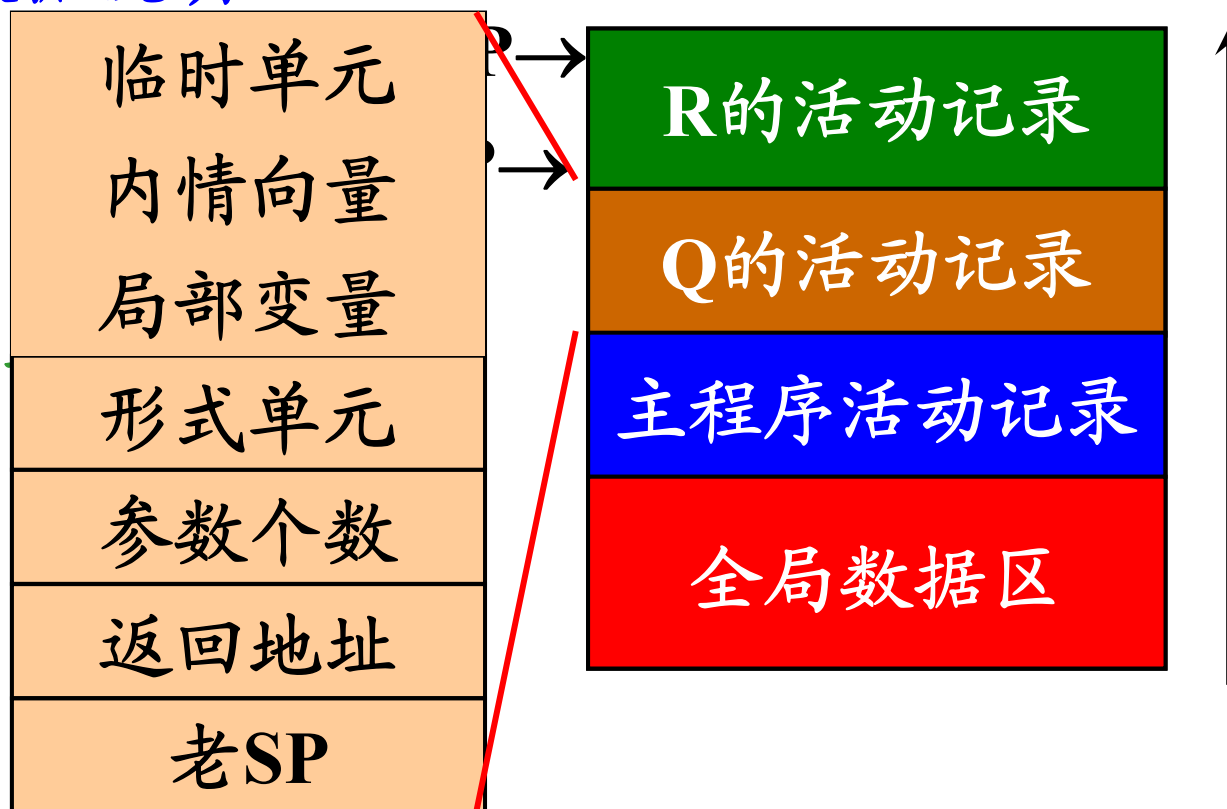 临时单元
内情向量
局部变量
形式单元
参数个数
返回地址
老SP
R的活动记录
Q的活动记录
主程序活动记录
全局数据区